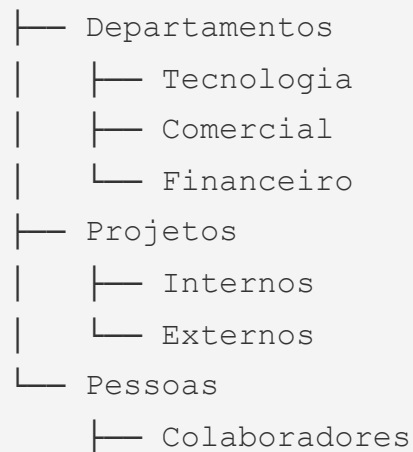 ├── Departamentos
│   ├── Tecnologia
│   ├── Comercial
│   └── Financeiro
├── Projetos
│   ├── Internos
│   └── Externos
└── Pessoas
    ├── Colaboradores